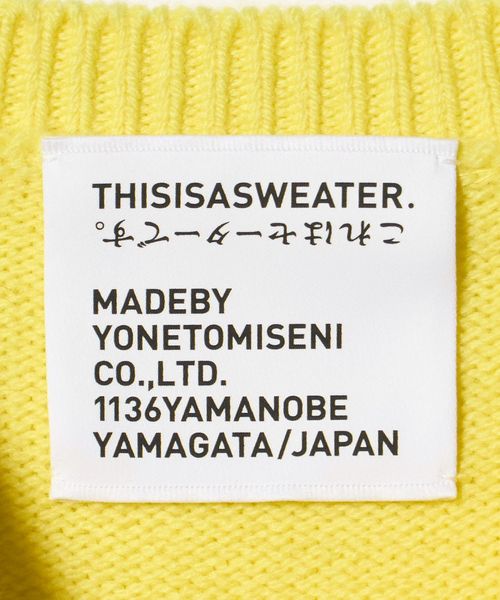 THISISASWEATER.
これはセーターです。
MADEBY
YONETOMISENI
CO.,LTD.
1136YAMANOBE
YAMAGATA/JAPAN